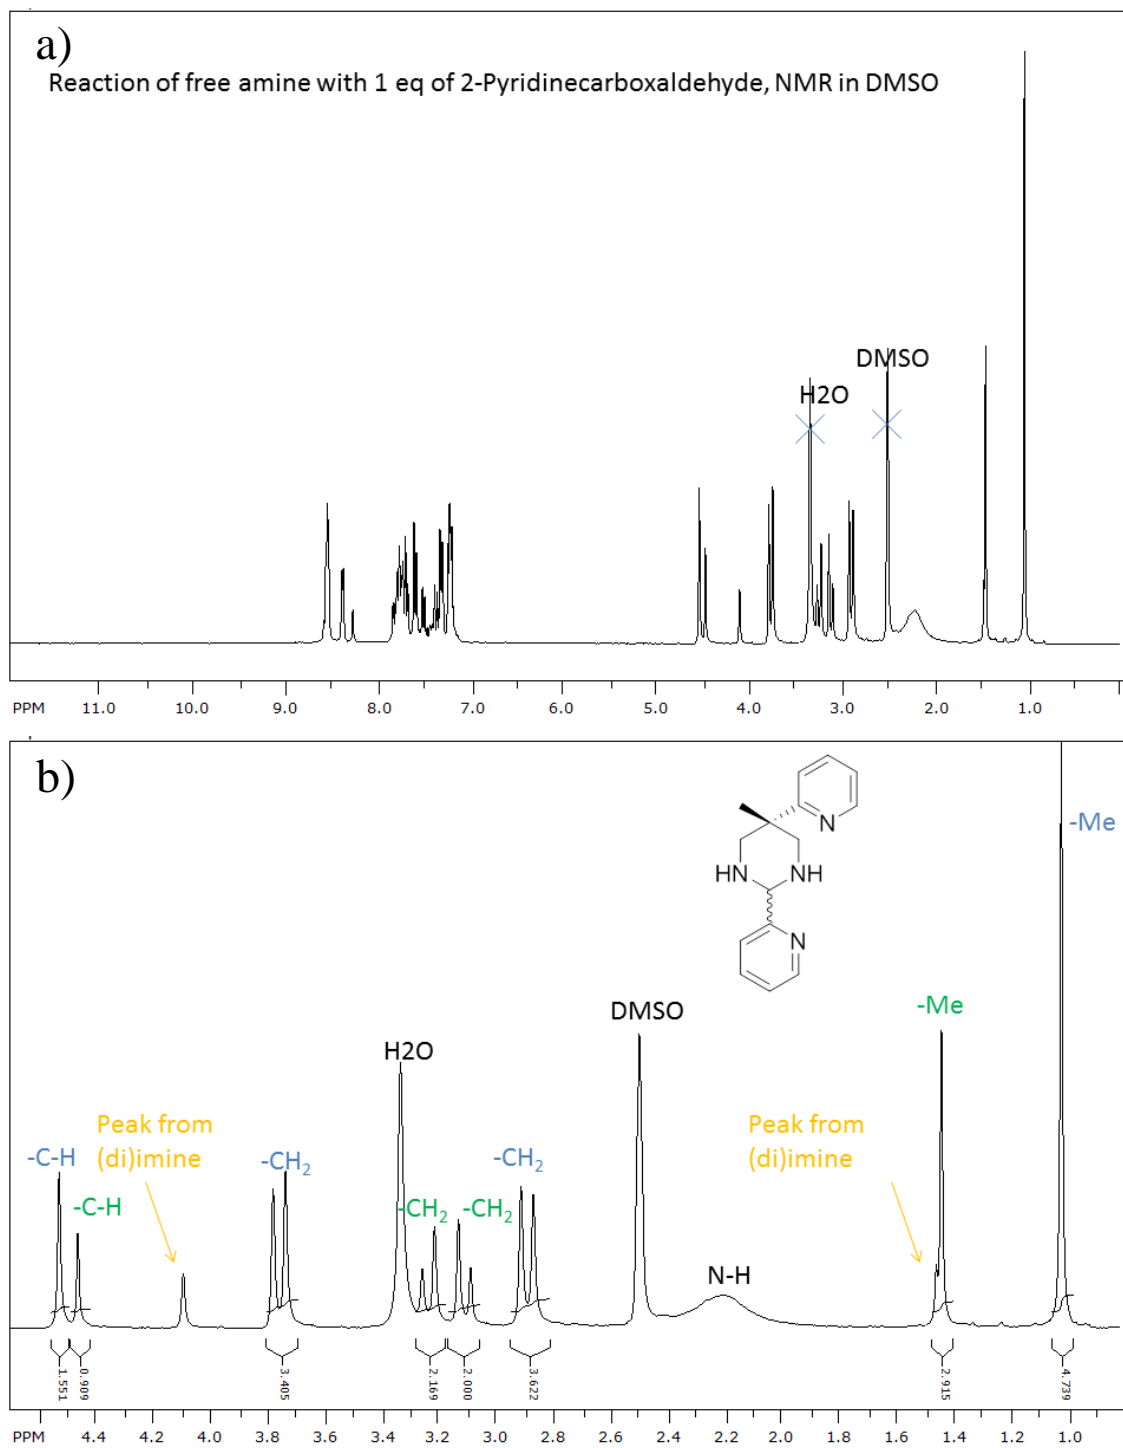 a)
Reaction of free amine with 1 eq of 2-Pyridinecarboxaldehyde, NMR in DMSO
DMSO
H2O
PPM 11.0 10.0 9.0 8.0 7.0 6.0 5.0 4.0 3.0 2.0 1.0
b)
N
-Me
HN NH
N
-Me
DMSO
H2O
Peak from
(di)imine
Peak from
(di)imine
-C-H
-CH2
-CH2
-C-H
-CH2
-CH2
N-H
1.551 0.909 3.405 2.169 2.000 3.622 2.915 4.739
PPM 4.4 4.2 4.0 3.8 3.6 3.4 3.2 3.0 2.8 2.6 2.4 2.2 2.0 1.8 1.6 1.4 1.2 1.0